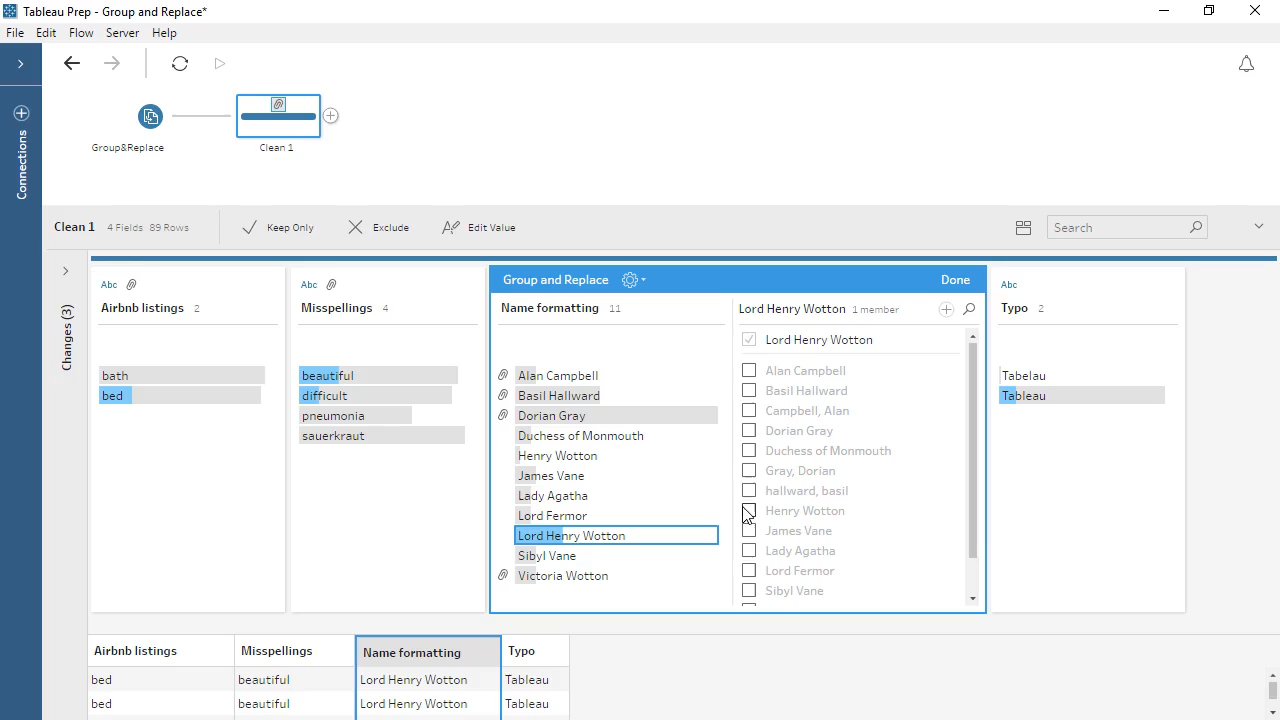 Tableau Prep - Group and Replace*
File Edit Flow Server Help
Connections
Group&Replace
Clean 1
Clean 1 4 Fields 89 Rows Keep Only Exclude Edit Value Search
Changes (3)
Abc
Airbnb listings 2
bath
bed
Abc
Misspellings 4
beautiful
difficult
pneumonia
sauerkraut
Group and Replace Done
Name formatting 11
Alan Campbell
Basil Hallward
Dorian Gray
Duchess of Monmouth
Henry Wotton
James Vane
Lady Agatha
Lord Fermor
Lord Henry Wotton
Sibyl Vane
Victoria Wotton
Lord Henry Wotton 1 member
Lord Henry Wotton
Alan Campbell
Basil Hallward
Campbell, Alan
Dorian Gray
Duchess of Monmouth
Gray, Dorian
hallward, basil
Henry Wotton
James Vane
Lady Agatha
Lord Fermor
Sibyl Vane
Abc
Typo 2
Tabelau
Tableau
Airbnb listings Misspellings Name formatting Typo
bed beautiful Lord Henry Wotton Tableau
bed beautiful Lord Henry Wotton Tableau